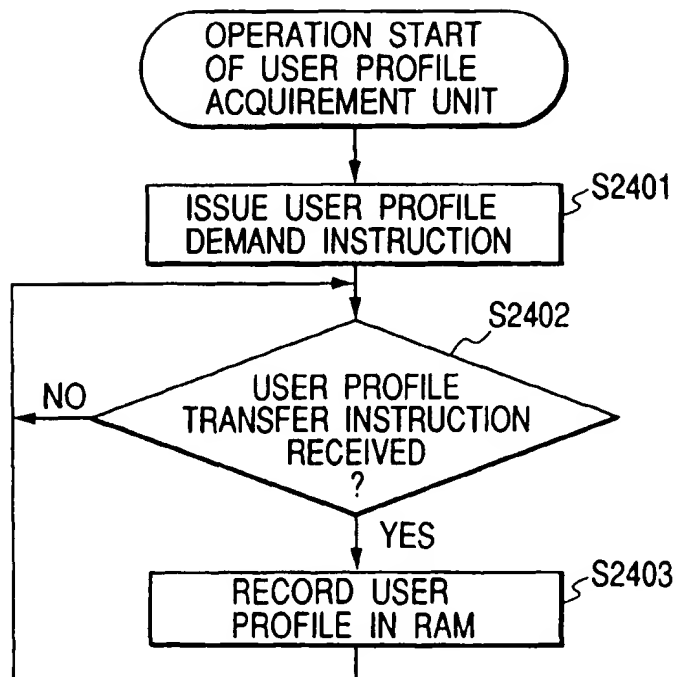 OPERATION START
OF USER PROFILE
ACQUIREMENT UNIT
S2401
ISSUE USER PROFILE
DEMAND INSTRUCTION
S2402
USER PROFILE
TRANSFER INSTRUCTION
RECEIVED
?
NO
YES
S2403
RECORD USER
PROFILE IN RAM